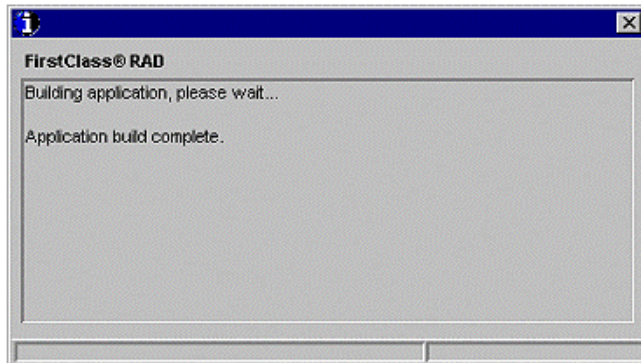 FirstClass® RAD
Building application, please wait...
Application build complete.